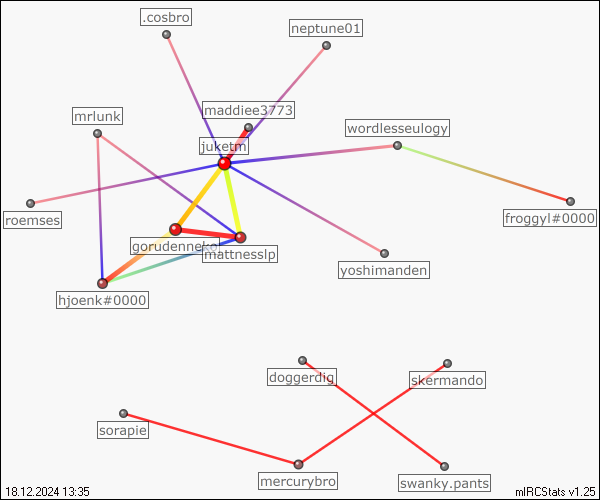 .cosbro
neptune01
maddiee3773
mrlunk
wordlesseulogy
juketm
roemses
froggyl#0000
gorudenneko
mattnesslp
yoshimanden
hjoenk#0000
doggerdig
skermando
sorapie
mercurybro
swanky.pants
18.12.2024 13:35
mIRCStats v1.25